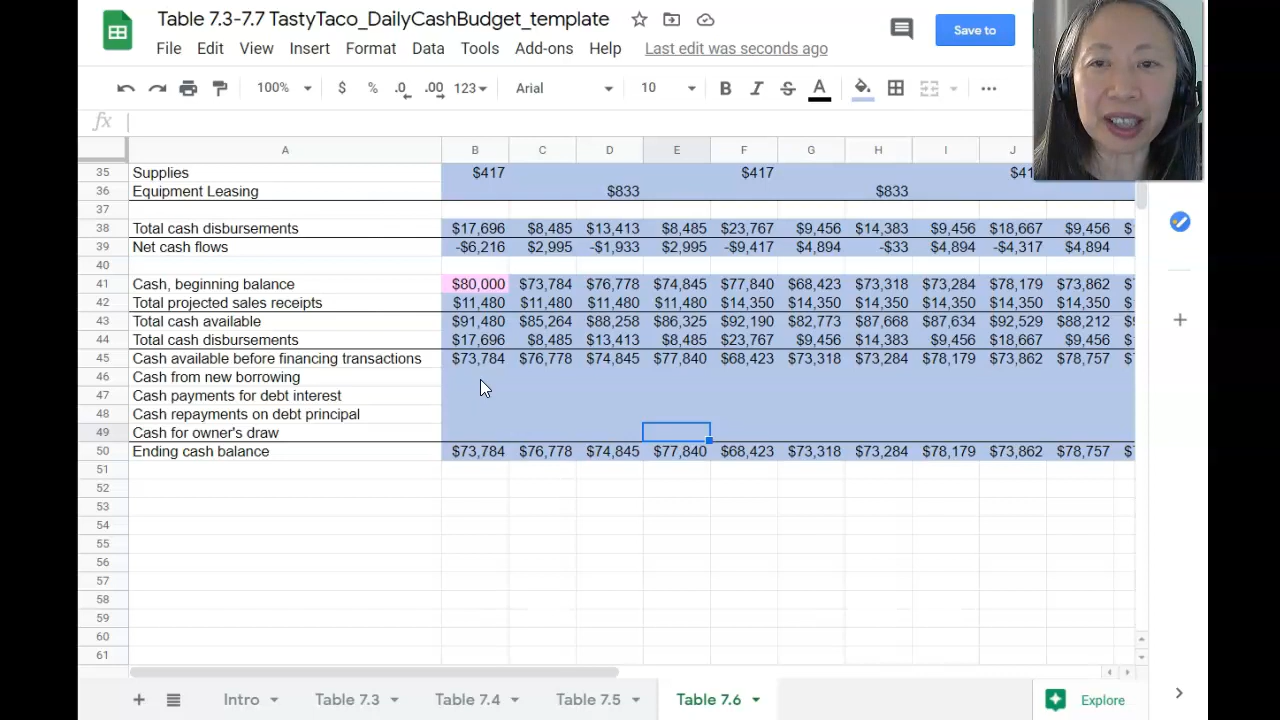 Table 7.3-7.7 TastyTaco_DailyCashBudget_template
File Edit View Insert Format Data Tools Add-ons Help Last edit was seconds ago
Save to
100% $ % .0 .00 123 Arial 10 B I S A
fx
A B C D E F G H I J
35 Supplies $417 $417
36 Equipment Leasing $833 $833
37
38 Total cash disbursements $17,696 $8,485 $13,413 $8,485 $23,767 $9,456 $14,383 $9,456 $18,667 $9,456
39 Net cash flows -$6,216 $2,995 -$1,933 $2,995 -$9,417 $4,894 -$33 $4,894 -$4,317 $4,894
40
41 Cash, beginning balance $80,000 $73,784 $76,778 $74,845 $77,840 $68,423 $73,318 $73,284 $78,179 $73,862
42 Total projected sales receipts $11,480 $11,480 $11,480 $11,480 $14,350 $14,350 $14,350 $14,350 $14,350 $14,350
43 Total cash available $91,480 $85,264 $88,258 $86,325 $92,190 $82,773 $87,668 $87,634 $92,529 $88,212
44 Total cash disbursements $17,696 $8,485 $13,413 $8,485 $23,767 $9,456 $14,383 $9,456 $18,667 $9,456
45 Cash available before financing transactions $73,784 $76,778 $74,845 $77,840 $68,423 $73,318 $73,284 $78,179 $73,862 $78,757
46 Cash from new borrowing
47 Cash payments for debt interest
48 Cash repayments on debt principal
49 Cash for owner's draw
50 Ending cash balance $73,784 $76,778 $74,845 $77,840 $68,423 $73,318 $73,284 $78,179 $73,862 $78,757
51
52
53
54
55
56
57
58
59
60
61
Intro Table 7.3 Table 7.4 Table 7.5 Table 7.6 Explore